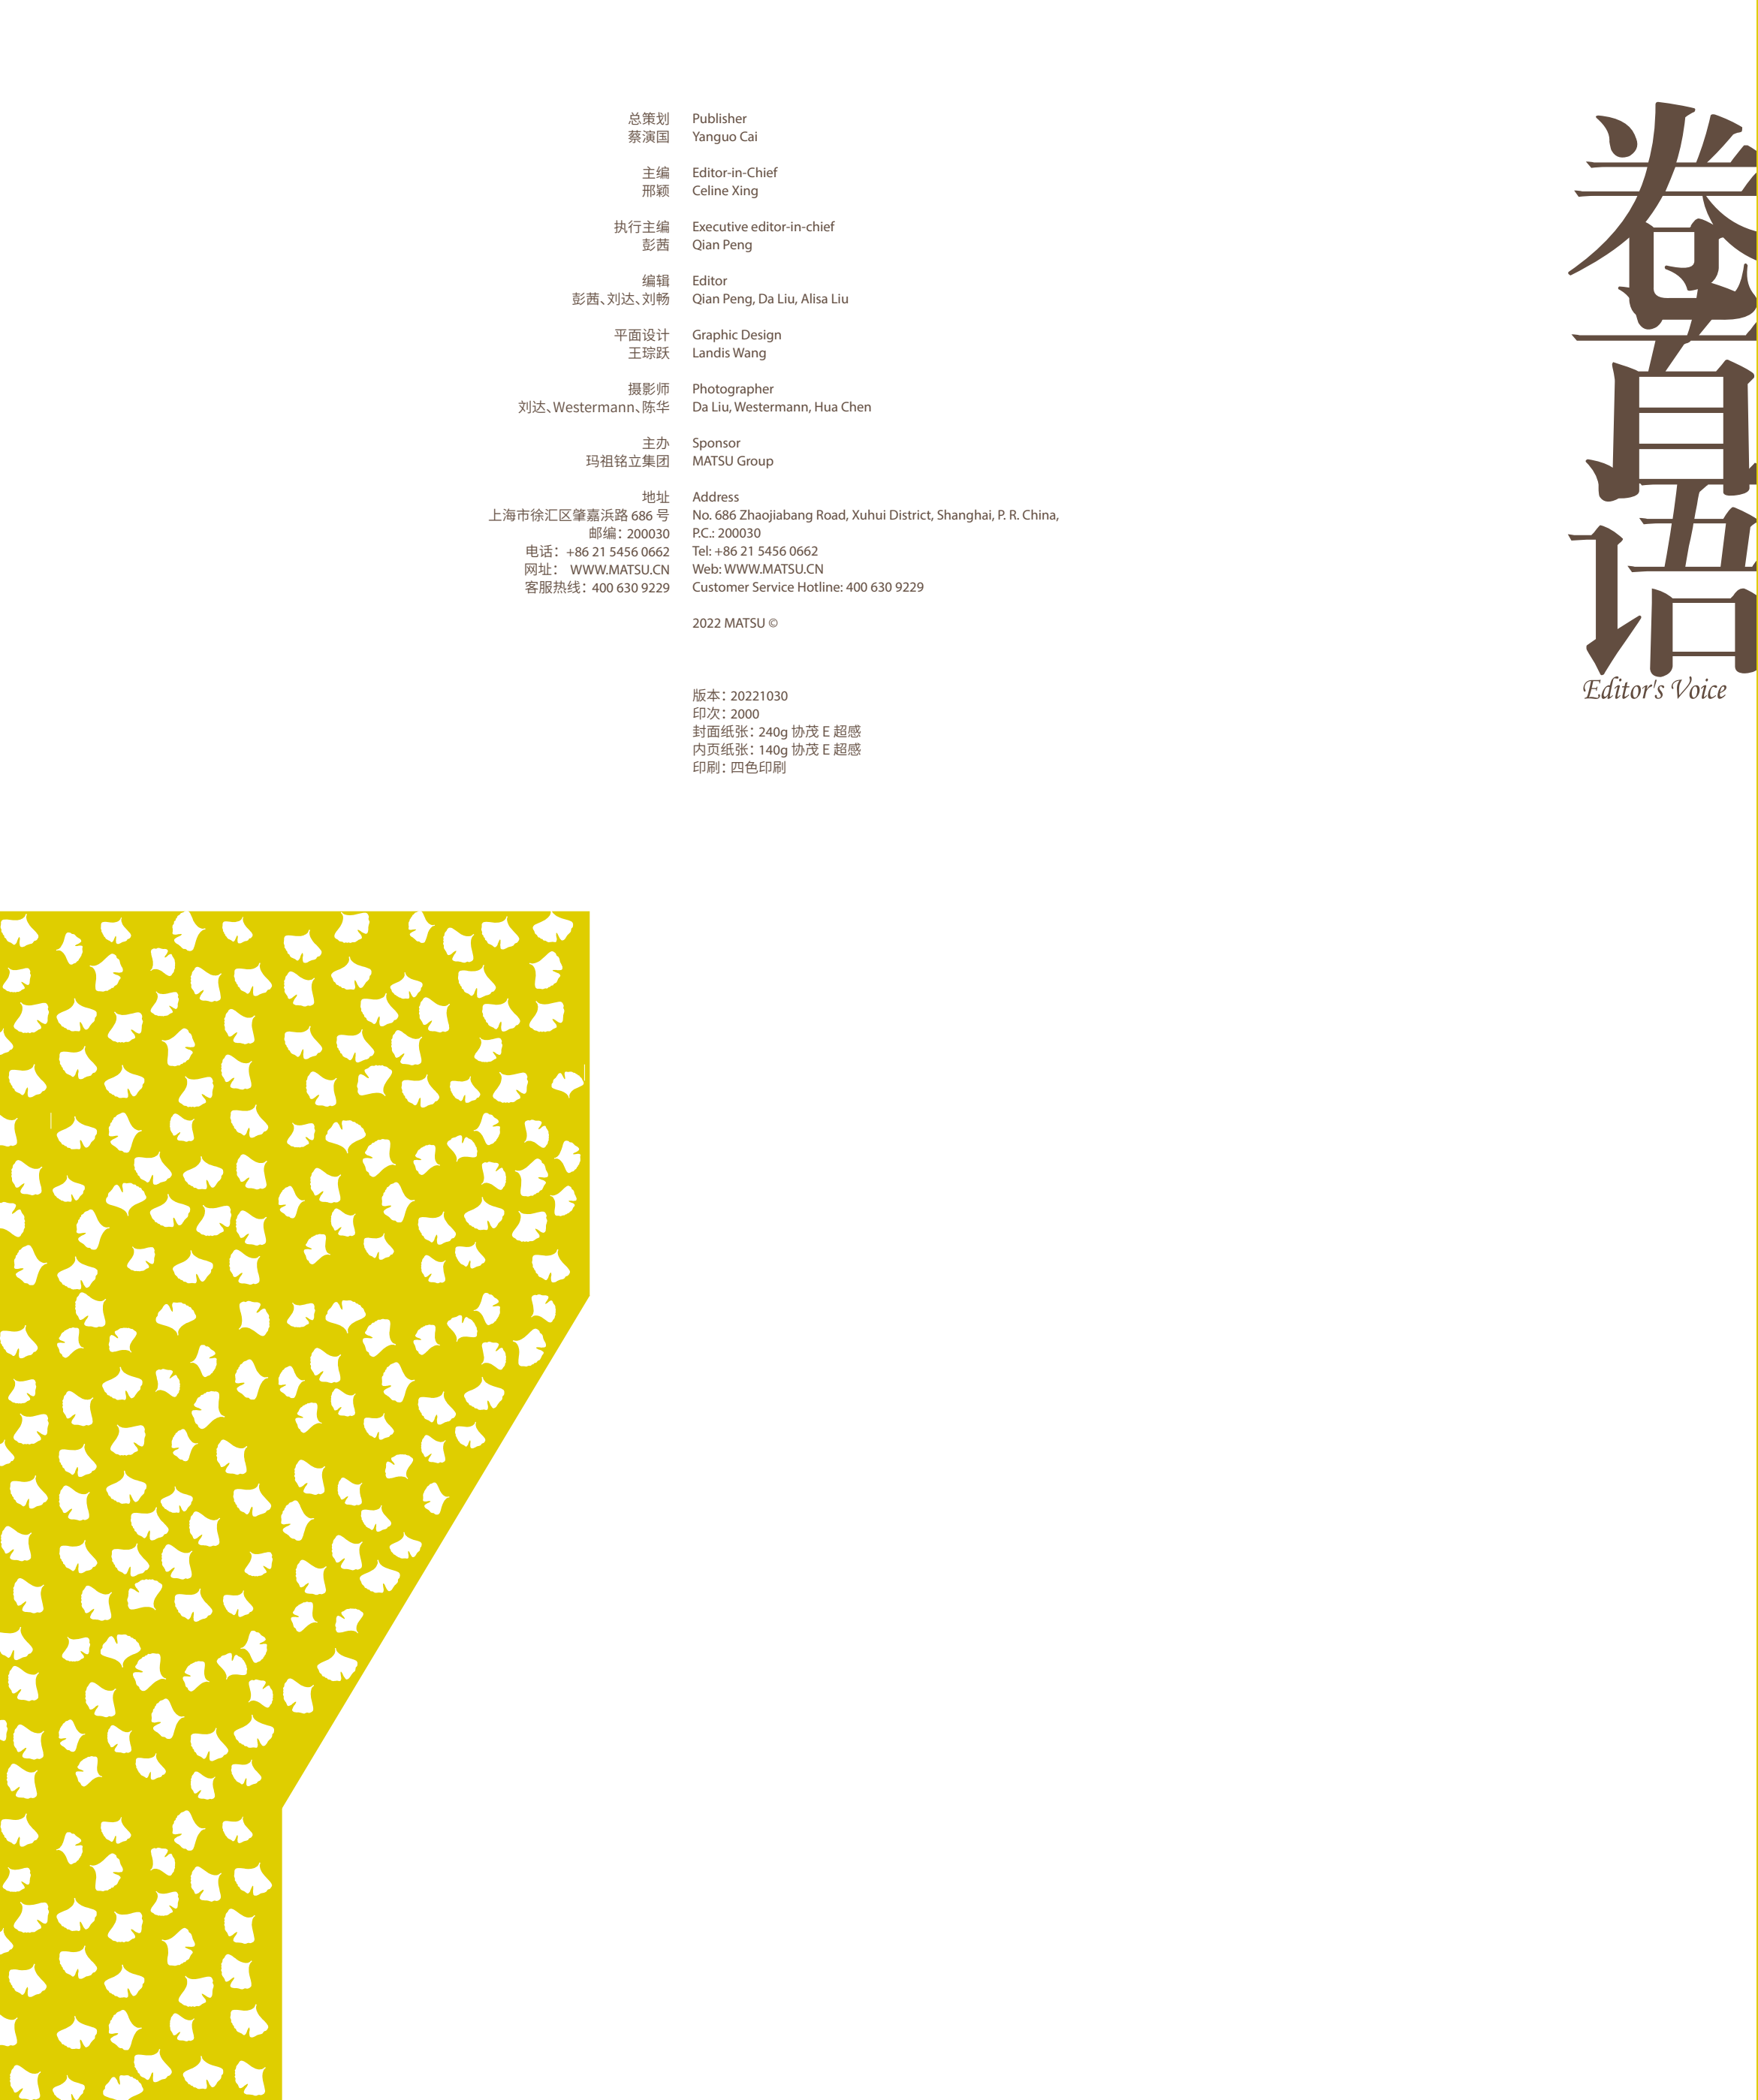 总策划
蔡演国
主编
邢颖
执行主编
彭茜
编辑
彭茜、刘达、刘畅
平面设计
王琮跃
摄影师
刘达、Westermann、陈华
主办
玛祖铭立集团
地址
上海市徐汇区肇嘉浜路 686 号
邮编：200030
电话：+86 21 5456 0662
网址： WWW.MATSU.CN
客服热线：400 630 9229
Publisher
Yanguo Cai
Editor-in-Chief
Celine Xing
Executive editor-in-chief
Qian Peng
Editor
Qian Peng, Da Liu, Alisa Liu
Graphic Design
Landis Wang
Photographer
Da Liu, Westermann, Hua Chen
Sponsor
MATSU Group
Address
No. 686 Zhaojiabang Road, Xuhui District, Shanghai, P. R. China,
P.C.: 200030
Tel: +86 21 5456 0662
Web: WWW.MATSU.CN
Customer Service Hotline: 400 630 9229
2022 MATSU ©
版本：20221030
印次：2000
封面纸张：240g 协茂 E 超感
内页纸张：140g 协茂 E 超感
印刷：四色印刷
卷首语
Editor's Voice